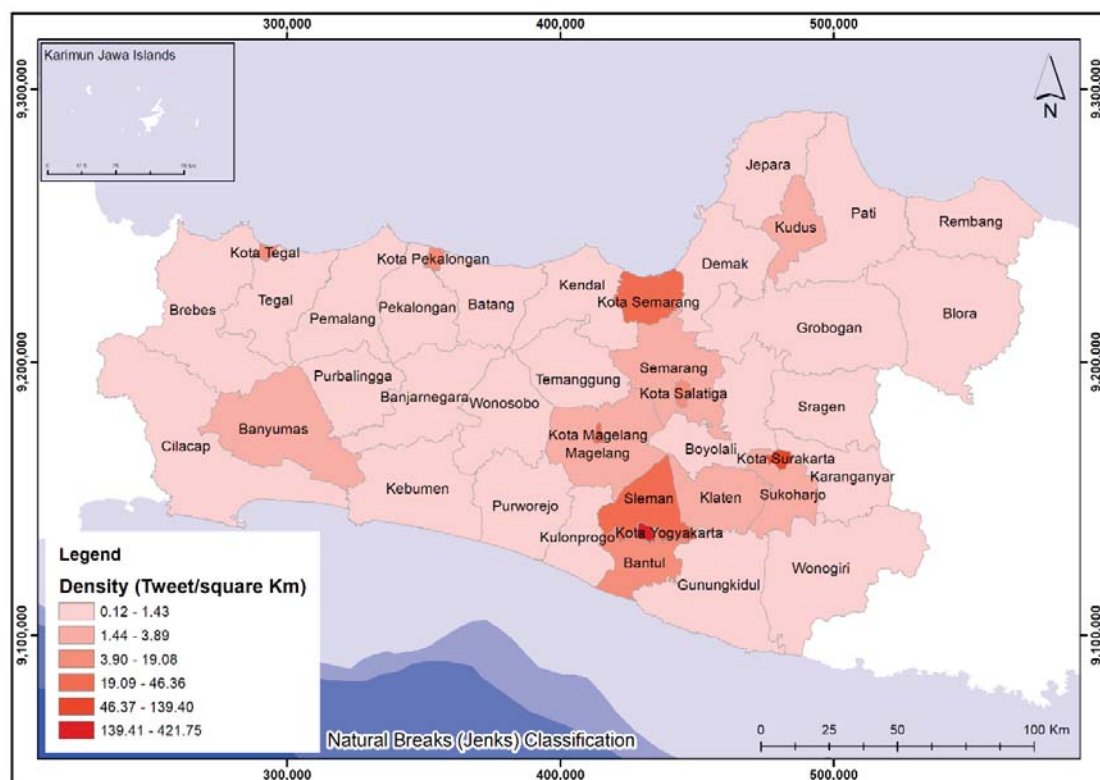 300,000 400,000 500,000
Karimun Jawa Islands
9,300,000 9,300,000
N
Jepara
Pati
Rembang
Kudus
Kota Tegal
Kota Pekalongan
Demak
Kendal
Kota Semarang
Brebes
Tegal
Pemalang
Pekalongan
Batang
Blora
Grobogan
9,200,000 9,200,000
Semarang
Purbalingga
Temanggung
Banjarnegara
Wonosobo
Kota Salatiga
Sragen
Banyumas
Cilacap
Kota Magelang
Magelang
Boyolali
Kota Surakarta
Karanganyar
Kebumen
Purworejo
Sleman
Klaten
Sukoharjo
Kulonprogo
Kota Yogyakarta
Bantul
Gunungkidul
Wonogiri
9,100,000 9,100,000
Legend
Density (Tweet/square Km)
0.12 - 1.43
1.44 - 3.89
3.90 - 19.08
19.09 - 46.36
46.37 - 139.40
139.41 - 421.75
Natural Breaks (Jenks) Classification
0 25 50 100 Km
300,000 400,000 500,000